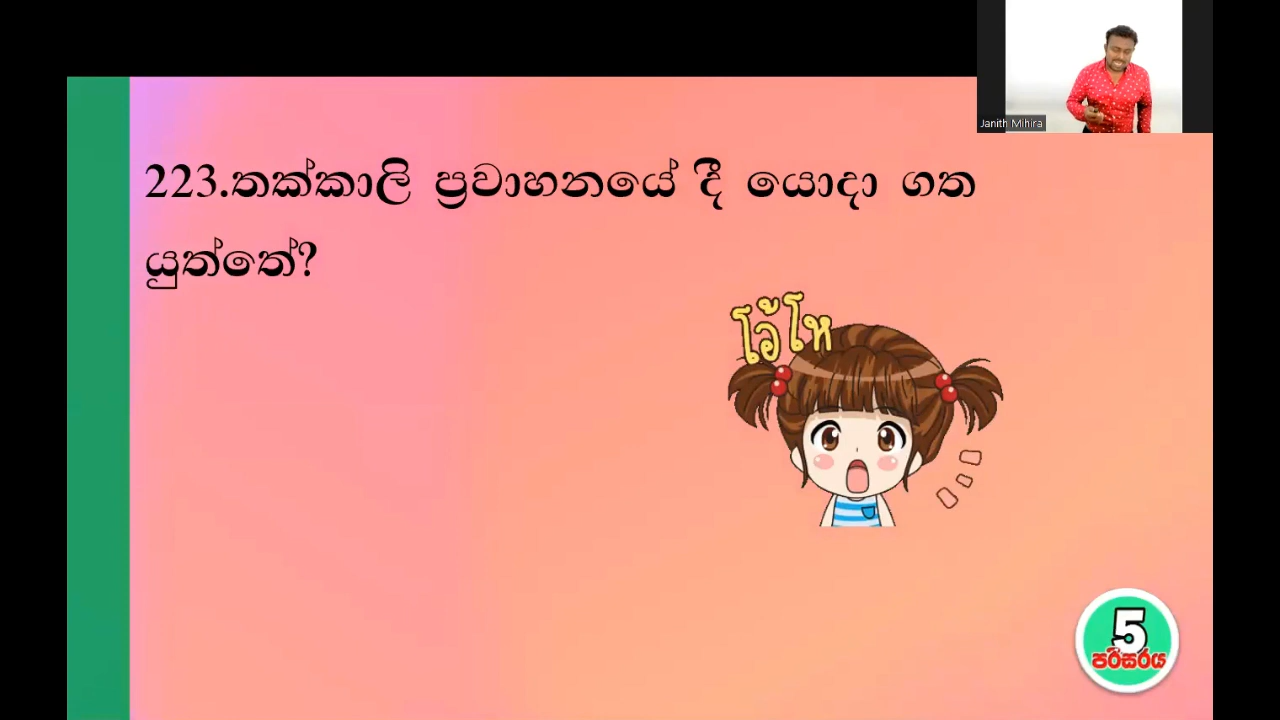 Janith Mihira
223.තක්කාලි ප්‍රවාහනයේ දී යොදා ගත
යුත්තේ?
โอ้โห
5
පරිසරය